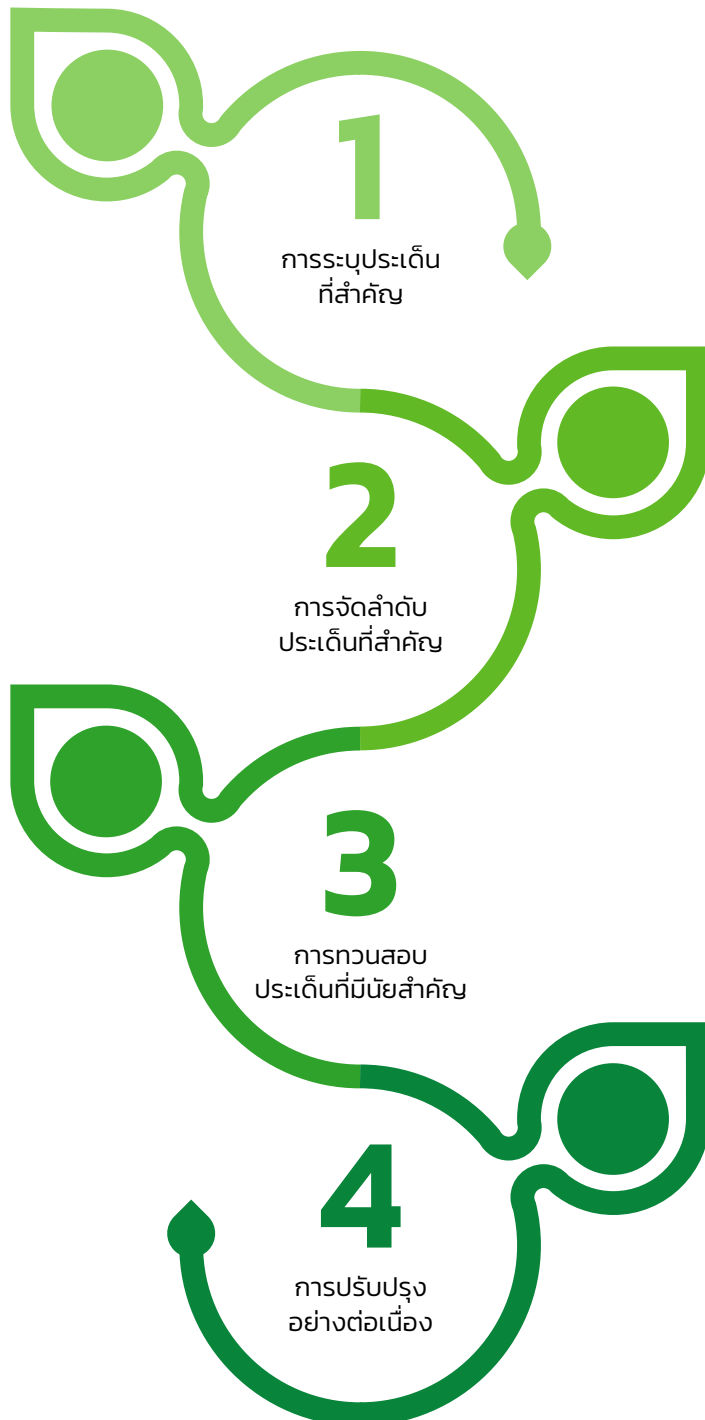 1
การระบุประเด็น
ที่สำคัญ
2
การจัดลำดับ
ประเด็นที่สำคัญ
3
การทวนสอบ
ประเด็นที่มีนัยสำคัญ
4
การปรับปรุง
อย่างต่อเนื่อง